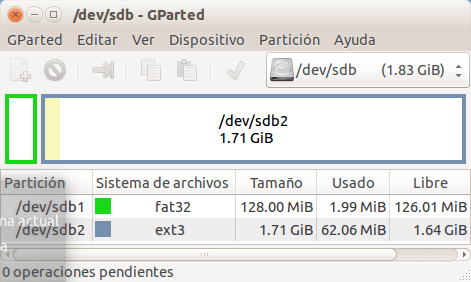 /dev/sdb - GParted
GParted Editar Ver Dispositivo Partición Ayuda
/dev/sdb (1.83 GiB)
/dev/sdb2
1.71 GiB
Partición Sistema de archivos Tamaño Usado Libre
/dev/sdb1 fat32 128.00 MiB 1.99 MiB 126.01 MiB
/dev/sdb2 ext3 1.71 GiB 62.06 MiB 1.64 GiB
na actual
a
0 operaciones pendientes